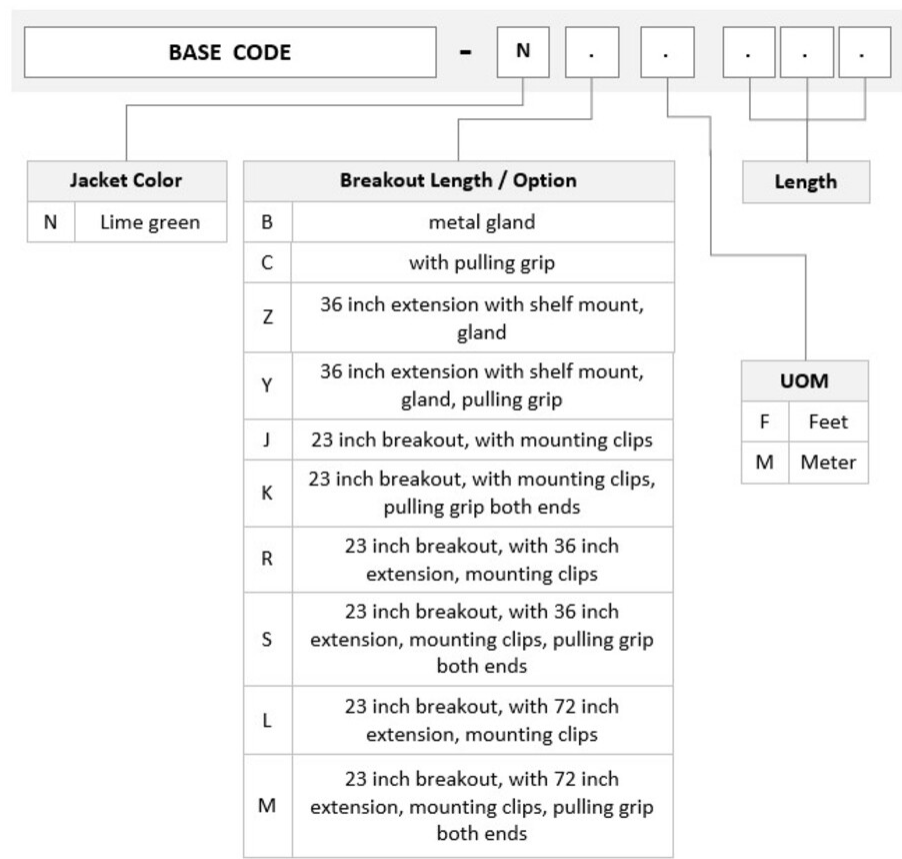 BASE CODE - N . . . . .
Jacket Color
N Lime green
Breakout Length / Option
B metal gland
C with pulling grip
Z 36 inch extension with shelf mount,
gland
Y 36 inch extension with shelf mount,
gland, pulling grip
J 23 inch breakout, with mounting clips
K 23 inch breakout, with mounting clips,
pulling grip both ends
R 23 inch breakout, with 36 inch
extension, mounting clips
S 23 inch breakout, with 36 inch
extension, mounting clips, pulling grip
both ends
L 23 inch breakout, with 72 inch
extension, mounting clips
M 23 inch breakout, with 72 inch
extension, mounting clips, pulling grip
both ends
Length
UOM
F Feet
M Meter